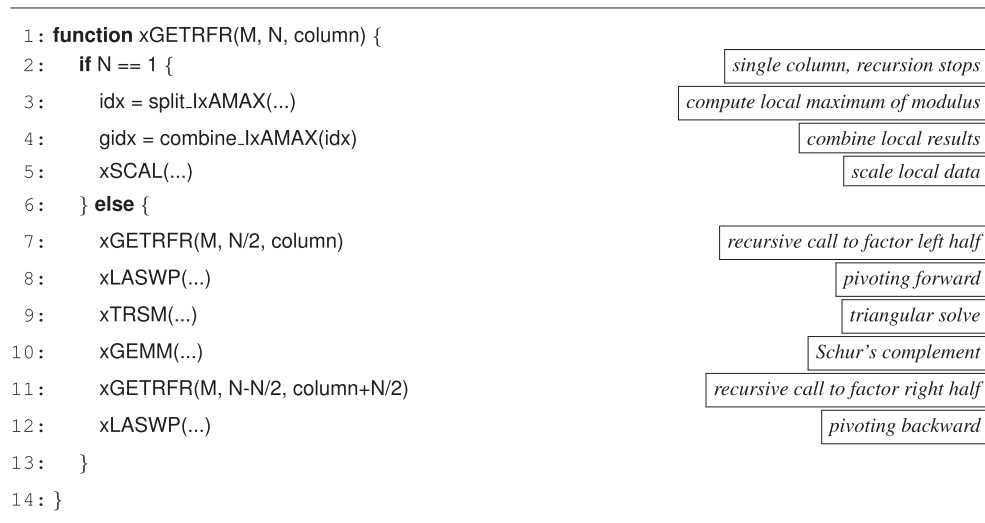 1: function xGETRFR(M, N, column) {
2: if N == 1 { single column, recursion stops
3: idx = split_IxAMAX(...) compute local maximum of modulus
4: gidx = combine_IxAMAX(idx) combine local results
5: xSCAL(...) scale local data
6: } else {
7: xGETRFR(M, N/2, column) recursive call to factor left half
8: xLASWP(...) pivoting forward
9: xTRSM(...) triangular solve
10: xGEMM(...) Schur's complement
11: xGETRFR(M, N-N/2, column+N/2) recursive call to factor right half
12: xLASWP(...) pivoting backward
13: }
14: }